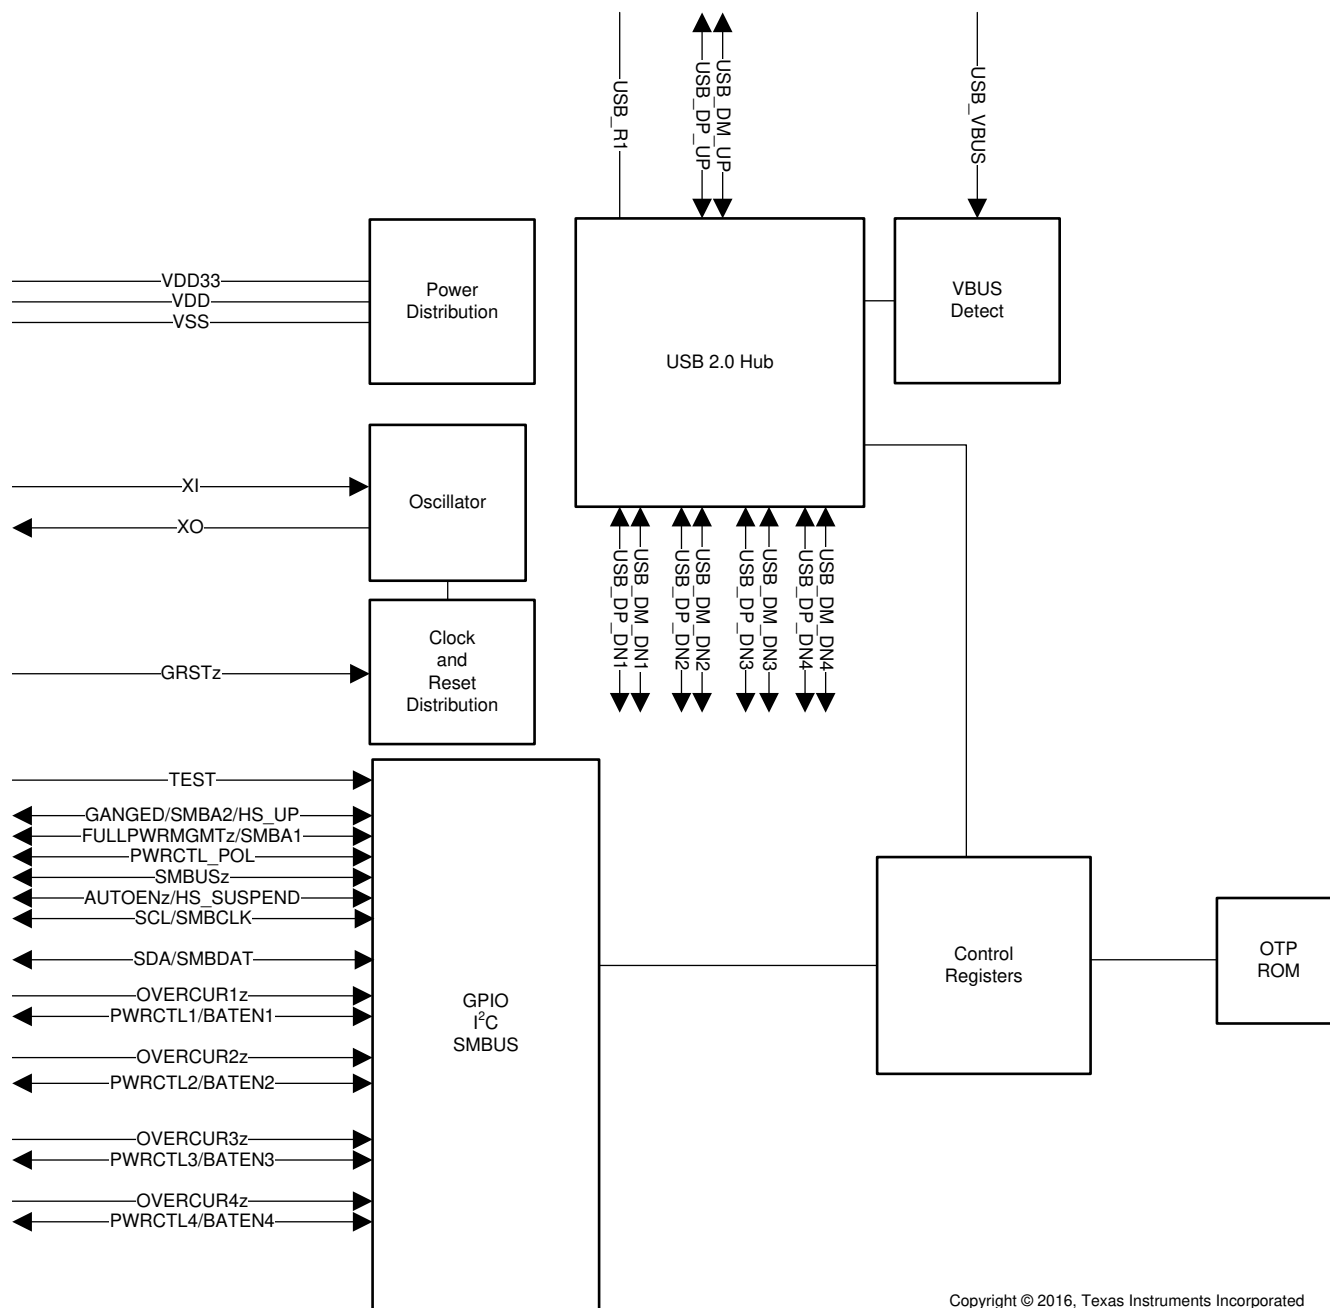 USB_R1
USB_DP_UP
USB_DM_UP
USB_VBUS
VDD33
VDD
VSS
Power
Distribution
USB 2.0 Hub
VBUS
Detect
XI
XO
Oscillator
USB_DP_DN1
USB_DM_DN1
USB_DP_DN2
USB_DM_DN2
USB_DP_DN3
USB_DM_DN3
USB_DP_DN4
USB_DM_DN4
GRSTz
Clock
and
Reset
Distribution
TEST
GANGED/SMBA2/HS_UP
FULLPWRMGMTz/SMBA1
PWRCTL_POL
SMBUSz
AUTOENz/HS_SUSPEND
SCL/SMBCLK
SDA/SMBDAT
OVERCUR1z
PWRCTL1/BATEN1
OVERCUR2z
PWRCTL2/BATEN2
OVERCUR3z
PWRCTL3/BATEN3
OVERCUR4z
PWRCTL4/BATEN4
GPIO
I²C
SMBUS
Control
Registers
OTP
ROM
Copyright © 2016, Texas Instruments Incorporated